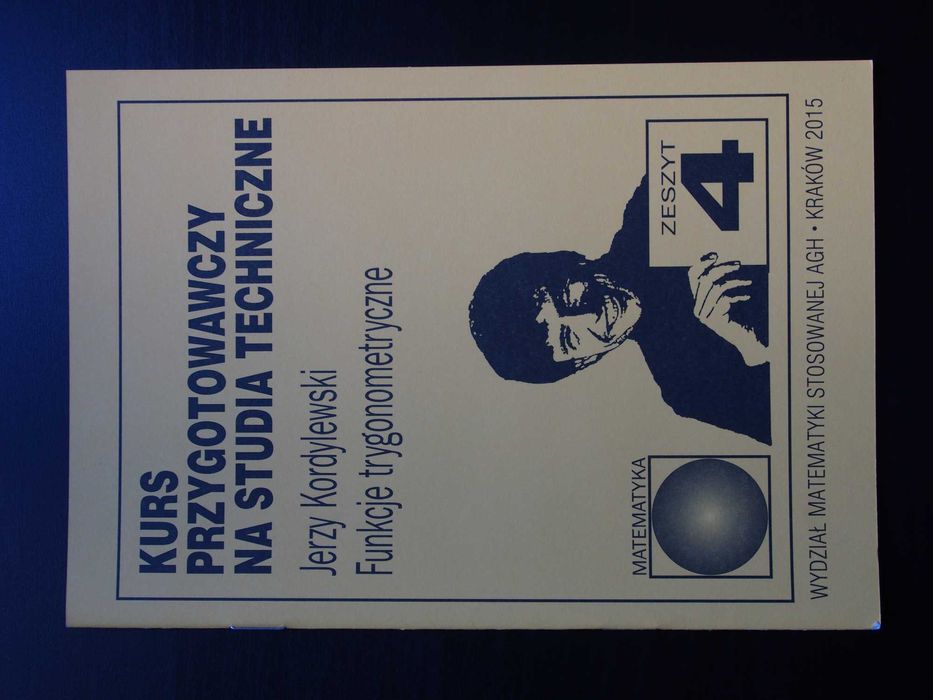 KURS
PRZYGOTOWAWCZY
NA STUDIA TECHNICZNE
Jerzy Kordylewski
Funkcje trygonometryczne
MATEMATYKA
ZESZYT
4
WYDZIAŁ MATEMATYKI STOSOWANEJ AGH • KRAKÓW 2015